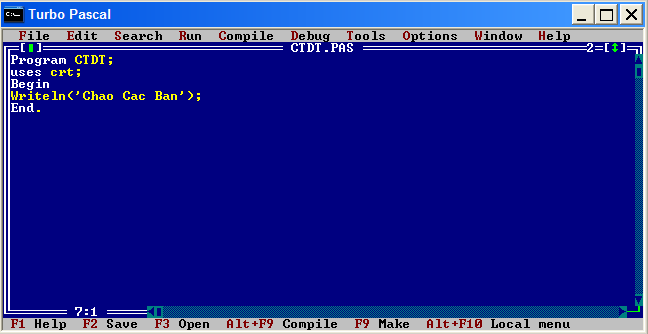 Turbo Pascal
File Edit Search Run Compile Debug Tools Options Window Help
CTDT.PAS 2
Program CTDT;
uses crt;
Begin
Writeln('Chao Cac Ban');
End.
7:1
F1 Help F2 Save F3 Open Alt+F9 Compile F9 Make Alt+F10 Local menu